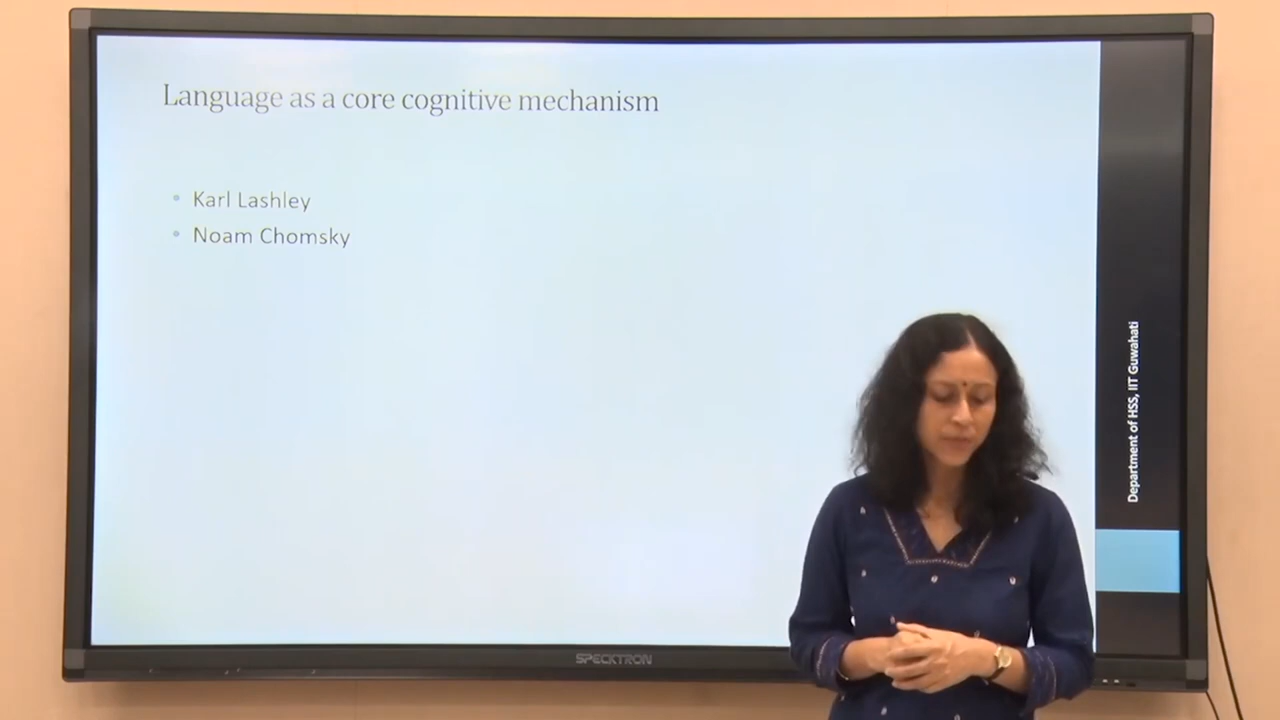 Language as a core cognitive mechanism
Karl Lashley
Noam Chomsky
Department of HSS, IIT Guwahati
SPECKTRON